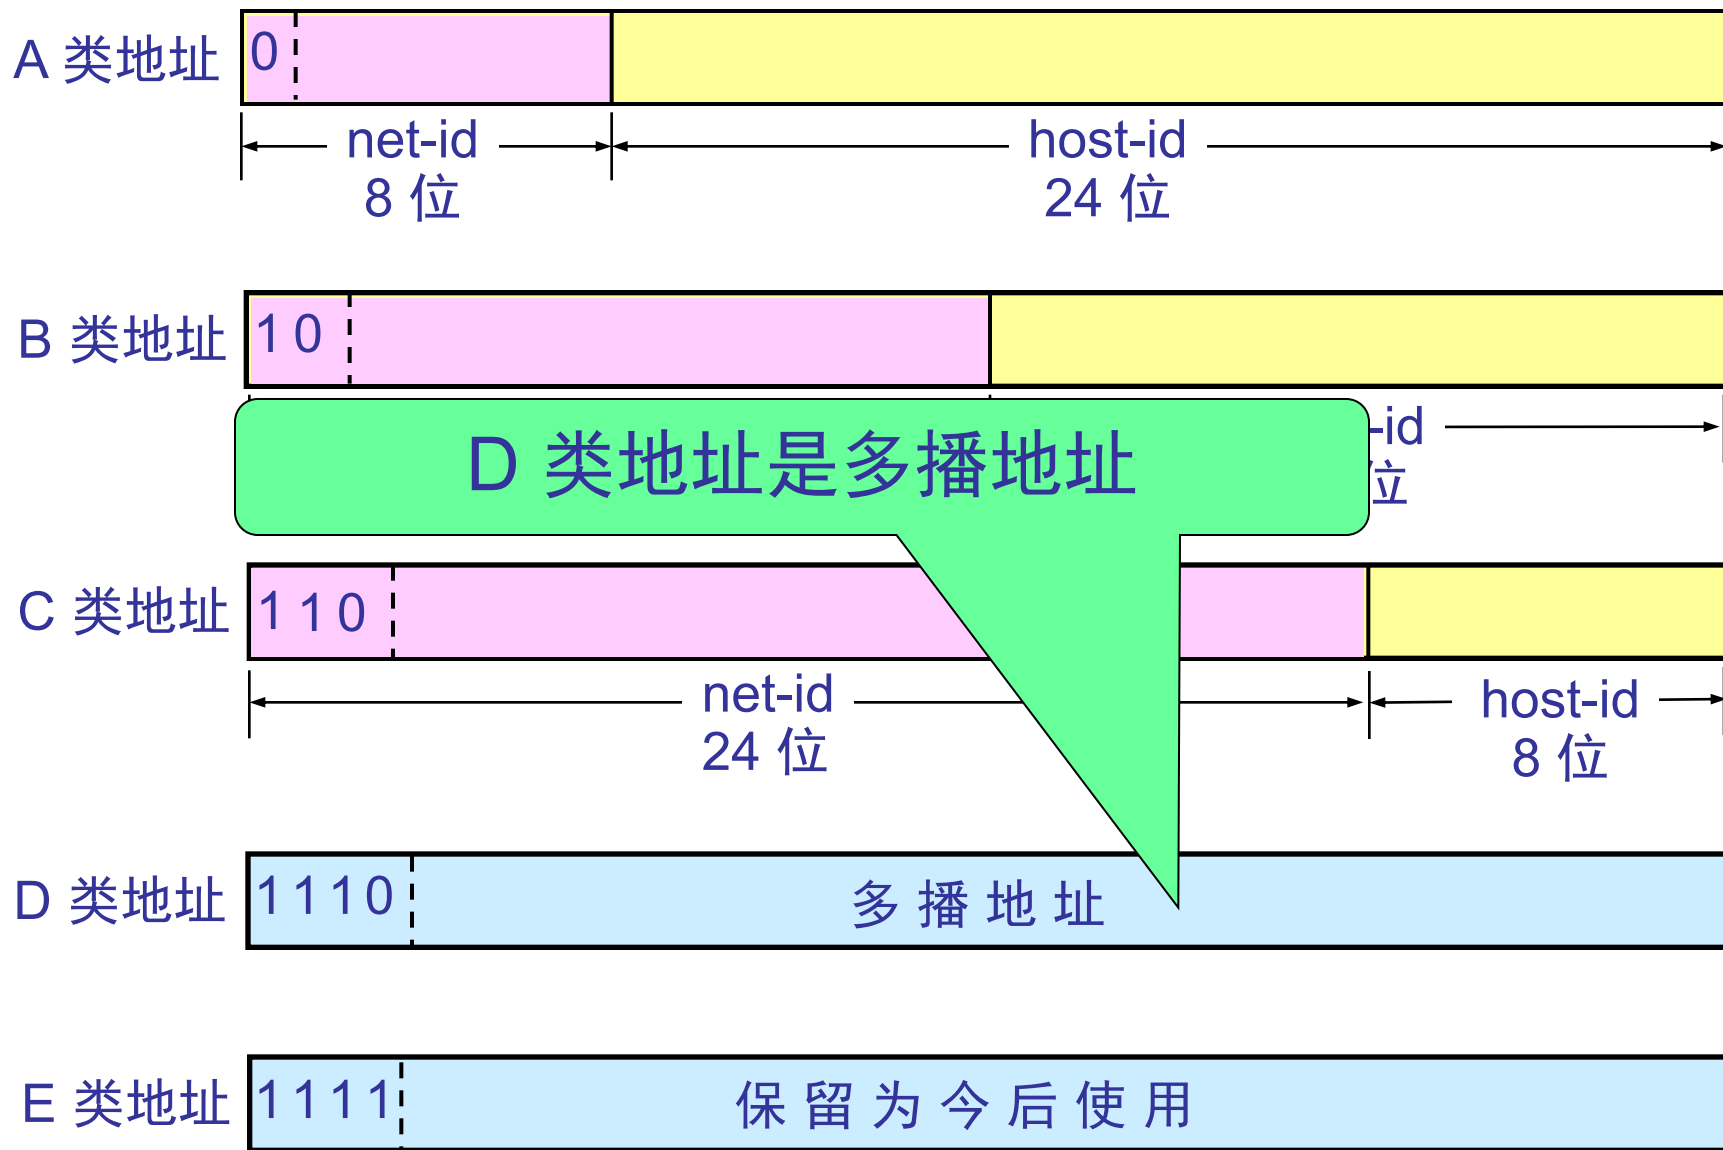 A 类地址
0
net-id
8 位
host-id
24 位
B 类地址
1 0
D 类地址是多播地址
-id
位
C 类地址
1 1 0
net-id
24 位
host-id
8 位
D 类地址
1 1 1 0
多 播 地 址
E 类地址
1 1 1 1
保 留 为 今 后 使 用